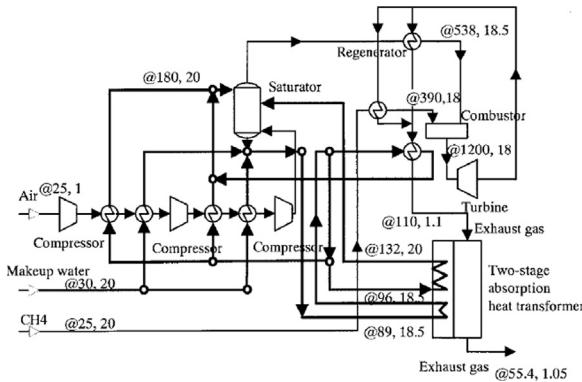 @538, 18.5
Regenerator
@180, 20
Saturator
@390,18
Combustor
@1200, 18
Air
@25, 1
Turbine
@110, 1.1
Compressor
Compressor
Compressor
Exhaust gas
@132, 20
Makeup water
@30, 20
Two-stage
absorption
heat transformer
@96, 18.5
CH4
@25, 20
@89, 18.5
Exhaust gas
@55.4, 1.05